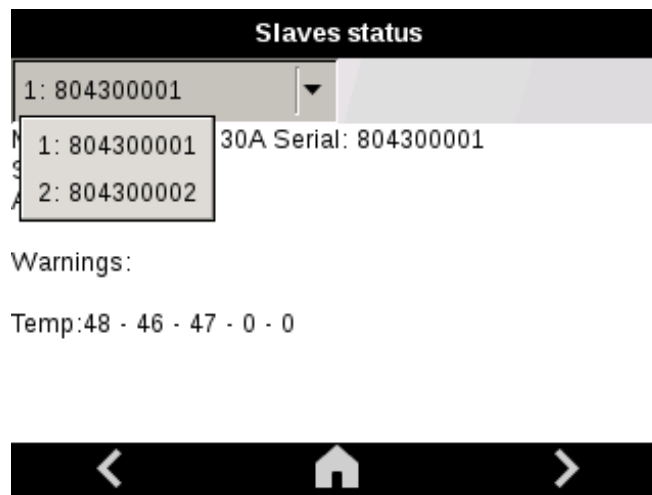 Slaves status
1: 804300001
1: 804300001
30A Serial: 804300001
2: 804300002
Warnings:
Temp:48 - 46 - 47 - 0 - 0